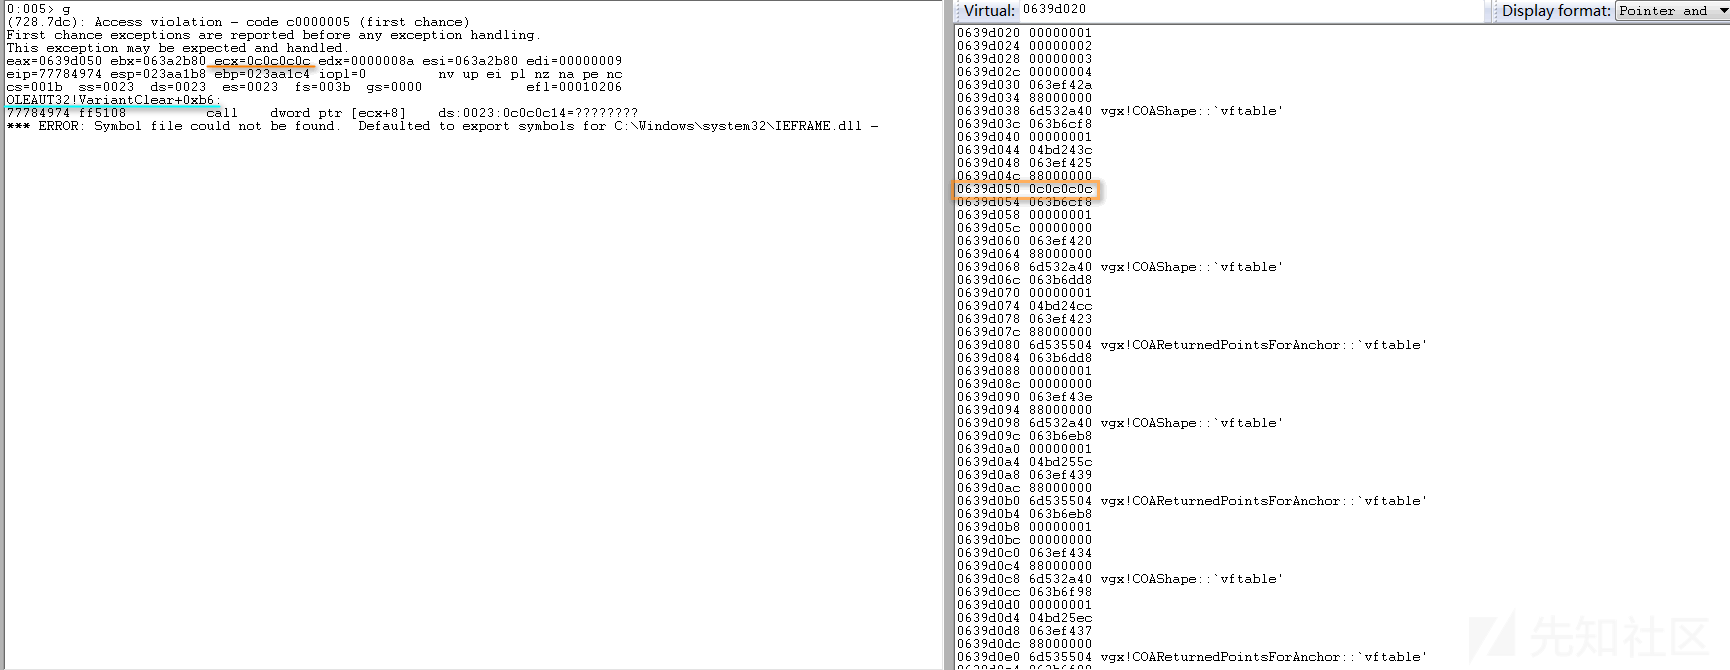 0:005> g
(728.7dc): Access violation - code c0000005 (first chance)
First chance exceptions are reported before any exception handling.
This exception may be expected and handled.
eax=0639d050 ebx=063a2b80 ecx=0c0c0c0c edx=0000008a esi=063a2b80 edi=00000009
eip=77784974 esp=023aa1b8 ebp=023aa1c4 iopl=0         nv up ei pl nz na pe nc
cs=001b  ss=0023  ds=0023  es=0023  fs=003b  gs=0000             efl=00010206
OLEAUT32!VariantClear+0xb6:
77784974 ff5108          call    dword ptr [ecx+8]    ds:0023:0c0c0c14=????????
*** ERROR: Symbol file could not be found.  Defaulted to export symbols for C:\Windows\system32\IEFRAME.dll -
Virtual: 0639d020 Display format: Pointer and
0639d020 00000001
0639d024 00000002
0639d028 00000003
0639d02c 00000004
0639d030 063ef42a
0639d034 88000000
0639d038 6d532a40 vgx!COAShape::`vftable'
0639d03c 063b6cf8
0639d040 00000001
0639d044 04bd243c
0639d048 063ef425
0639d04c 88000000
0639d050 0c0c0c0c
0639d054 063b6cf8
0639d058 00000001
0639d05c 00000000
0639d060 063ef420
0639d064 88000000
0639d068 6d532a40 vgx!COAShape::`vftable'
0639d06c 063b6dd8
0639d070 00000001
0639d074 04bd24cc
0639d078 063ef423
0639d07c 88000000
0639d080 6d535504 vgx!COAReturnedPointsForAnchor::`vftable'
0639d084 063b6dd8
0639d088 00000001
0639d08c 00000000
0639d090 063ef43e
0639d094 88000000
0639d098 6d532a40 vgx!COAShape::`vftable'
0639d09c 063b6eb8
0639d0a0 00000001
0639d0a4 04bd255c
0639d0a8 063ef439
0639d0ac 88000000
0639d0b0 6d535504 vgx!COAReturnedPointsForAnchor::`vftable'
0639d0b4 063b6eb8
0639d0b8 00000001
0639d0bc 00000000
0639d0c0 063ef434
0639d0c4 88000000
0639d0c8 6d532a40 vgx!COAShape::`vftable'
0639d0cc 063b6f98
0639d0d0 00000001
0639d0d4 04bd25ec
0639d0d8 063ef437
0639d0dc 88000000
0639d0e0 6d535504 vgx!COAReturnedPointsForAnchor::`vftable'
先知社区